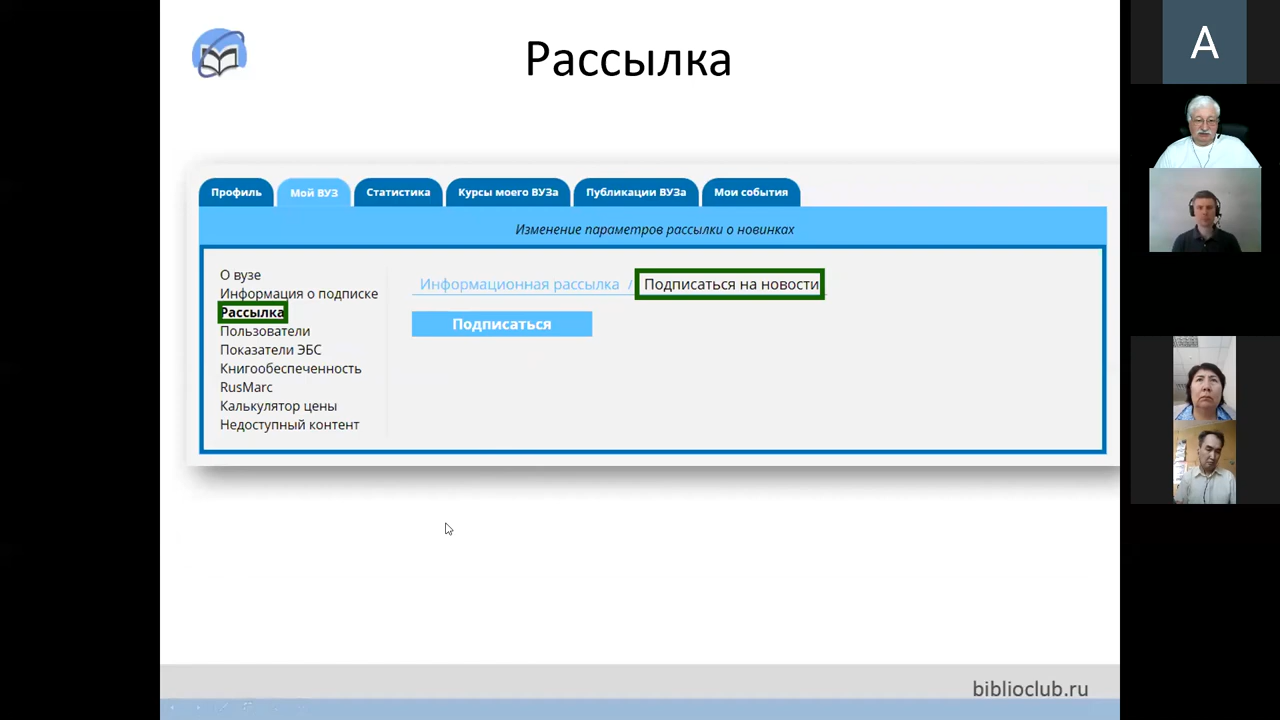 Рассылка
Профиль
Мой ВУЗ
Статистика
Курсы моего ВУЗа
Публикации ВУЗа
Мои события
Изменение параметров рассылки о новинках
О вузе
Информация о подписке
Рассылка
Пользователи
Показатели ЭБС
Книгообеспеченность
RusMarc
Калькулятор цены
Недоступный контент
Информационная рассылка / Подписаться на новости
Подписаться
biblioclub.ru
А